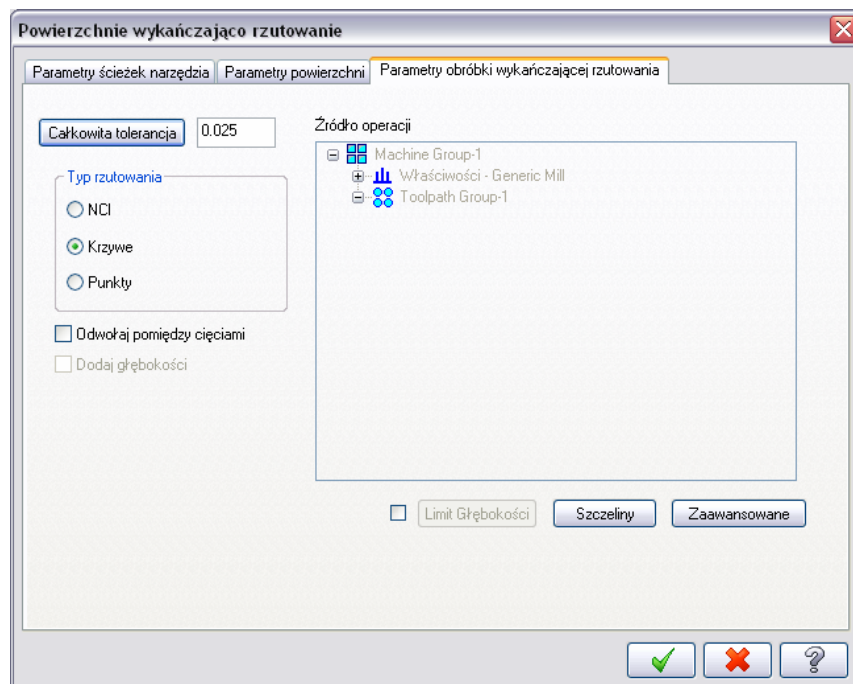 Powierzchnie wykańczająco rzutowanie
Parametry ścieżek narzędzia
Parametry powierzchni
Parametry obróbki wykańczającej rzutowania
Całkowita tolerancja
0.025
Źródło operacji
Machine Group-1
Właściwości - Generic Mill
Toolpath Group-1
Typ rzutowania
NCI
Krzywe
Punkty
Odwołaj pomiędzy cięciami
Dodaj głębokości
Limit Głębokości
Szczeliny
Zaawansowane